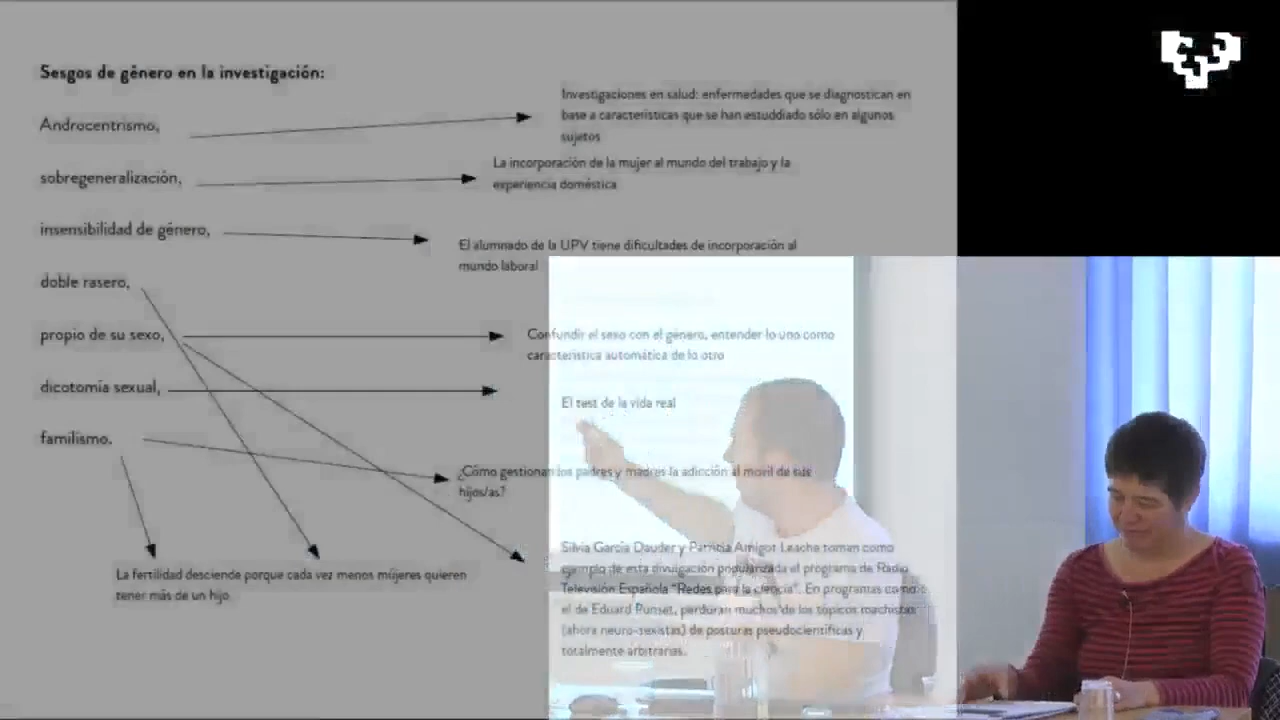 Sesgos de género en la investigación:
Androcentrismo,
sobregeneralización,
insensibilidad de género,
doble rasero,
propio de su sexo,
dicotomía sexual,
familismo.
Investigaciones en salud: enfermedades que se diagnostican en
base a características que se han estuddiado sólo en algunos
sujetos
La incorporación de la mujer al mundo del trabajo y la
experiencia doméstica
El alumnado de la UPV tiene dificultades de incorporación al
mundo laboral
Confundir el sexo con el género, entender lo uno como
característica automática de lo otro
El test de la vida real
¿Cómo gestionan los padres y madres la adicción al movil de sus
hijos/as?
La fertilidad desciende porque cada vez menos mújeres quieren
tener más de un hijo
Silvia García Dauder y Patritzia Amigot Leache toman como
ejemplo de esta divulgación popularizada el programa de Radio
Televisión Española "Redes para la ciencia". En programas como
el de Eduard Punset, perduran muchos de los tópicos machistas
(ahora neuro-sexistas) de posturas pseudocientíficas y
totalmente arbitrarias.